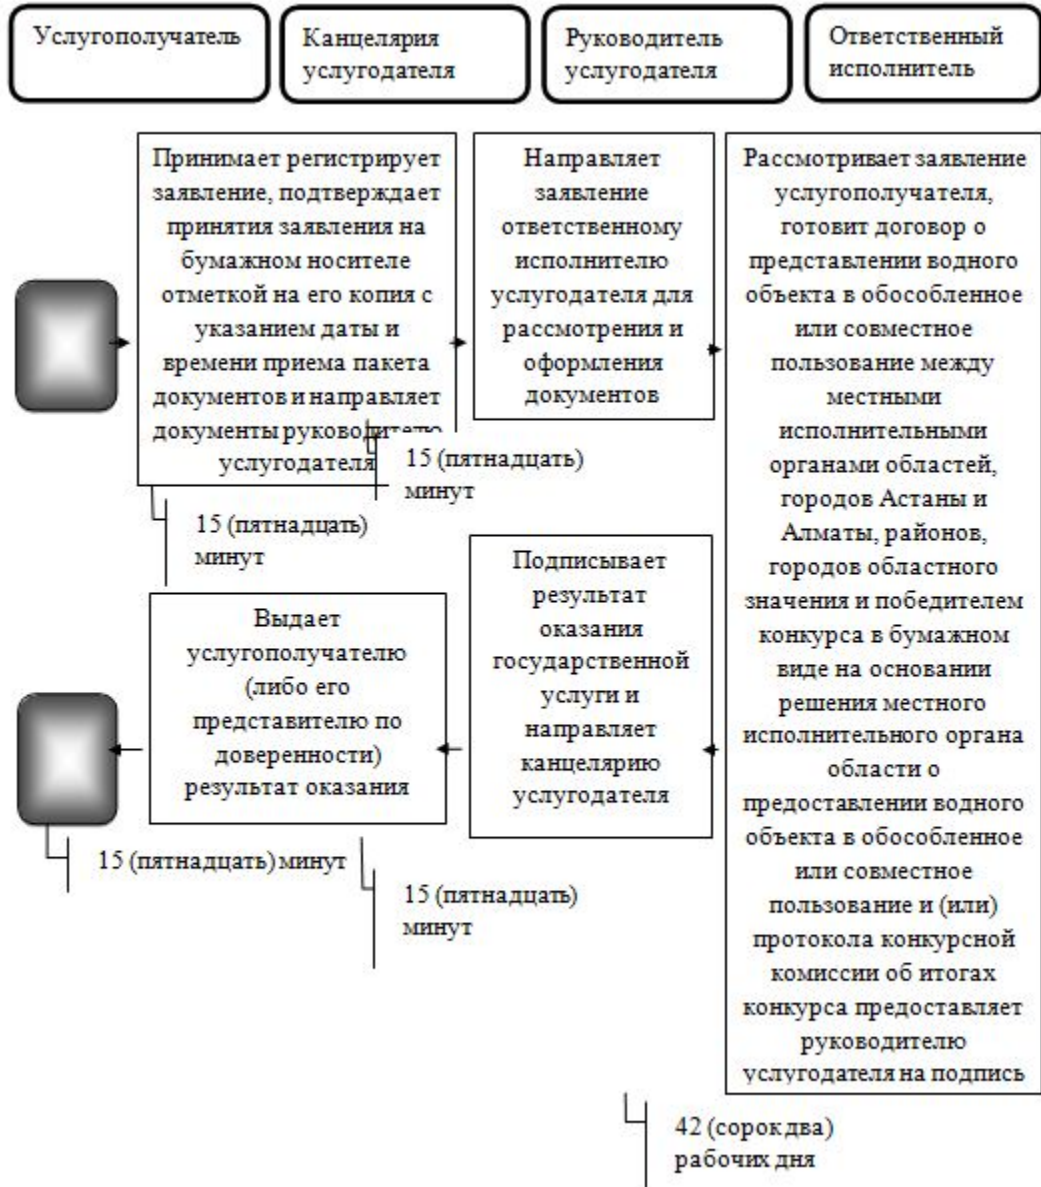 Услугополучатель
Канцелярия
услугодателя
Руководитель
услугодателя
Ответственный
исполнитель
Принимает регистрирует
заявление, подтверждает
принятия заявления на
бумажном носителе
отметкой на его копия с
указанием даты и
времени приема пакета
документов и направляет
документы руководителю
услугодателя
15 (пятнадцать)
минут
Направляет
заявление
ответственному
исполнителю
услугодателя для
рассмотрения и
оформления
документов
15 (пятнадцать)
минут
Рассмотривает заявление
услугополучателя,
готовит договор о
представлении водного
объекта в обособленное
или совместное
пользование между
местными
исполнительными
органами областей,
городов Астаны и
Алматы, районов,
городов областного
значения и победителем
конкурса в бумажном
виде на основании
решения местного
исполнительного органа
области о
предоставлении водного
объекта в обособленное
или совместное
пользование и (или)
протокола конкурсной
комиссии об итогах
конкурса предоставляет
руководителю
услугодателя на подпись
42 (сорок два)
рабочих дня
Подписывает
результат
оказания
государственной
услуги и
направляет
канцелярию
услугодателя
15 (пятнадцать)
минут
Выдает
услугополучателю
(либо его
представителю по
доверенности)
результат оказания
15 (пятнадцать) минут